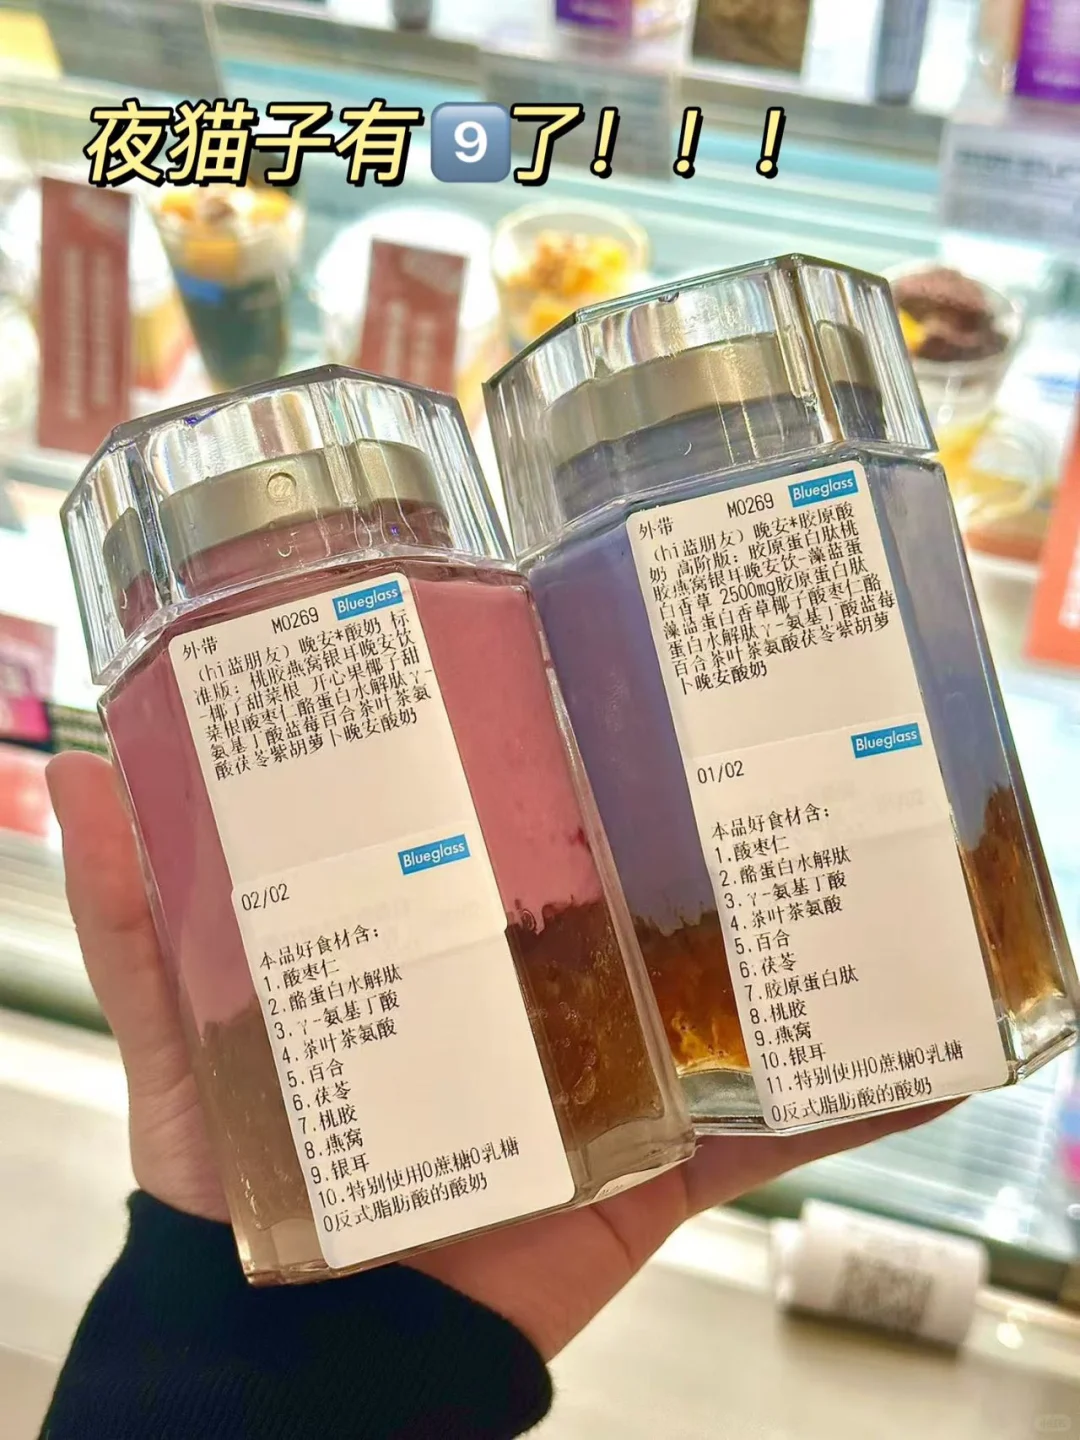 夜猫子有9了！！！
外带
M0269
Blueglass
（hi蓝朋友）晚安*酸奶 标
准版：桃胶燕窝银耳晚安饮
-椰子甜菜根 开心果椰子甜
菜根酸枣仁酪蛋白水解肽γ-
氨基丁酸蓝莓百合茶叶茶氨
酸茯苓紫胡萝卜晚安酸奶
Blueglass
02/02
本品好食材含：
1.酸枣仁
2.酪蛋白水解肽
3.γ-氨基丁酸
4.茶叶茶氨酸
5.百合
6.茯苓
7.桃胶
8.燕窝
9.银耳
10.特别使用0蔗糖0乳糖
0反式脂肪酸的酸奶
外带
M0269
Blueglass
（hi蓝朋友）晚安*胶原酸
奶 高阶版：胶原蛋白肽桃
胶燕窝银耳晚安饮-藻蓝蛋
白香草 2500mg胶原蛋白肽
藻蓝蛋白香草椰子酸枣仁酪
蛋白水解肽γ-氨基丁酸蓝莓
百合茶叶茶氨酸茯苓紫胡萝
卜晚安酸奶
Blueglass
01/02
本品好食材含：
1.酸枣仁
2.酪蛋白水解肽
3.γ-氨基丁酸
4.茶叶茶氨酸
5.百合
6.茯苓
7.胶原蛋白肽
8.桃胶
9.燕窝
10.银耳
11.特别使用0蔗糖0乳糖
0反式脂肪酸的酸奶